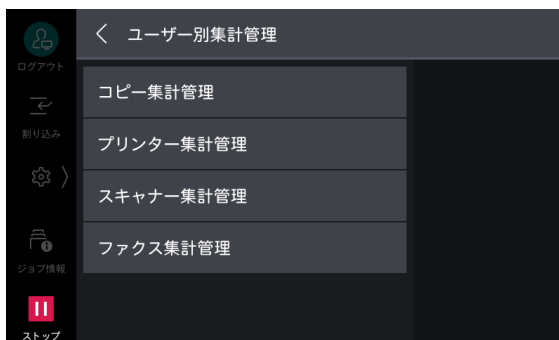 ユーザー別集計管理
ログアウト
コピー集計管理
割り込み
プリンター集計管理
スキャナー集計管理
ファクス集計管理
ジョブ情報
ストップ